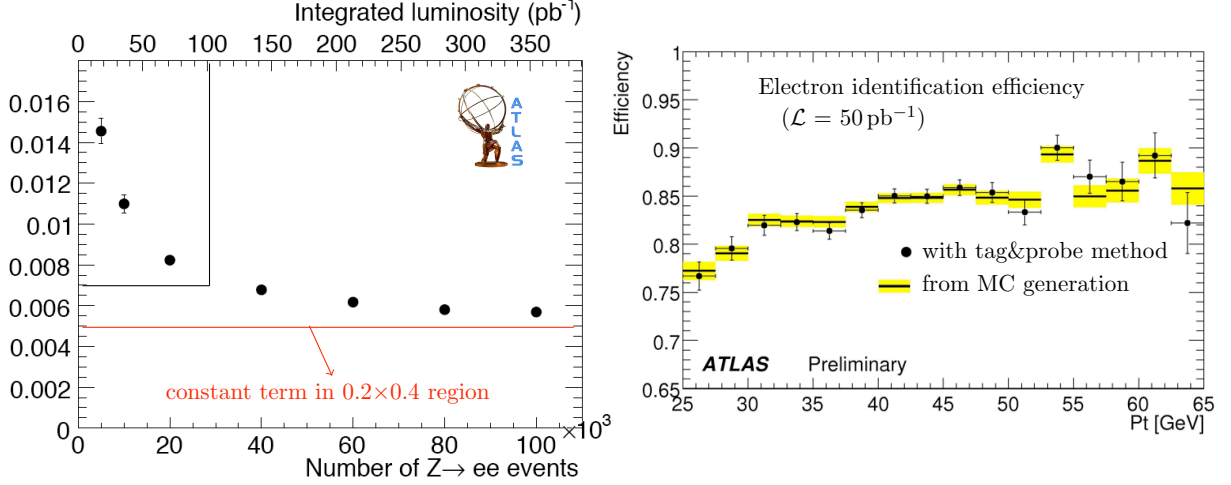 Integrated luminosity (pb⁻¹)
0 50 100 150 200 250 300 350
0.016
0.014
0.012
0.01
0.008
0.006
0.004
0.002
0
ATLAS
constant term in 0.2×0.4 region
0 20 40 60 80 100 ×10³
Number of Z→ ee events
Efficiency
1
0.95
0.9
0.85
0.8
0.75
0.7
0.65
Electron identification efficiency
(ℒ = 50 pb⁻¹)
with tag&probe method
from MC generation
ATLAS Preliminary
25 30 35 40 45 50 55 60 65
Pt [GeV]